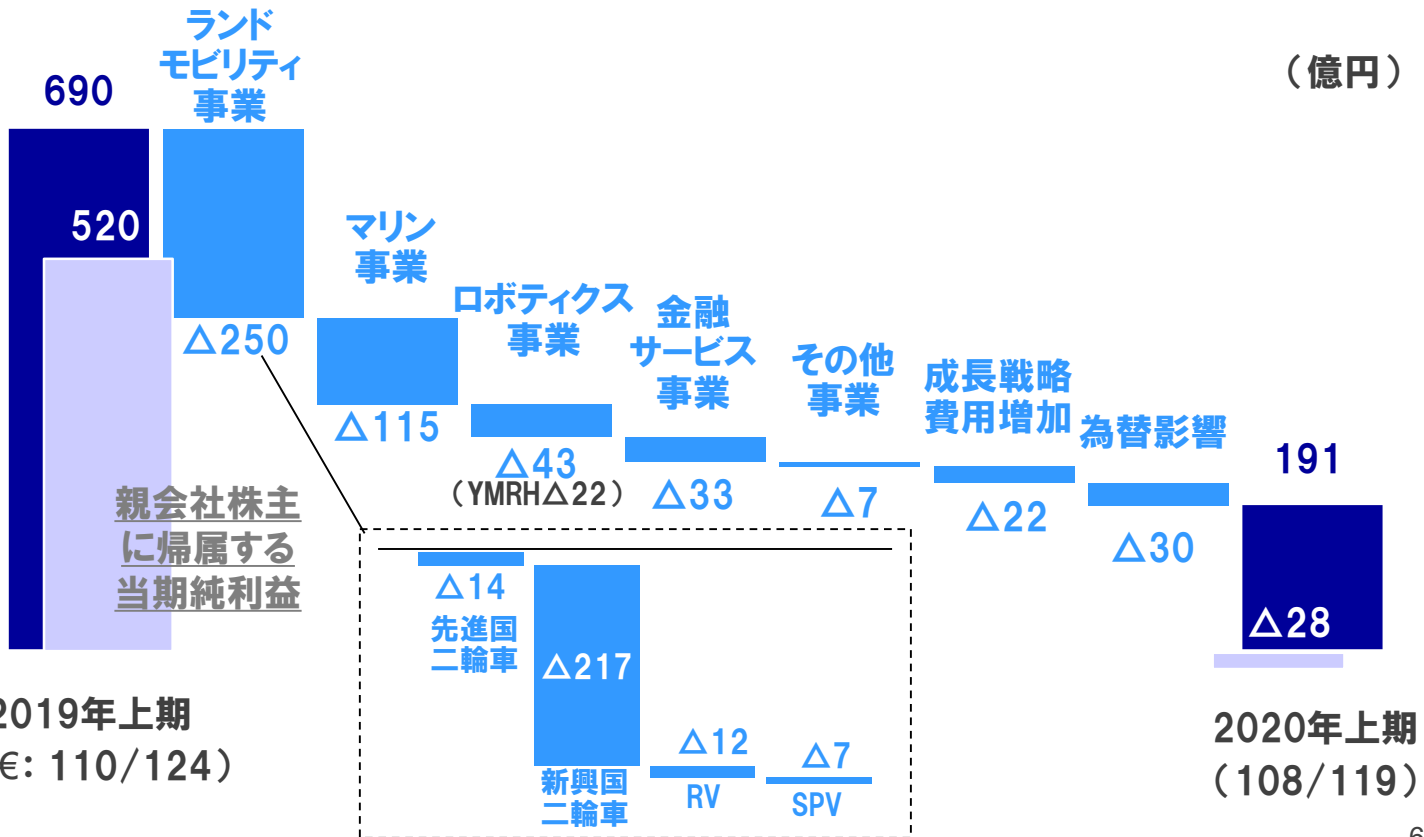 （億円）
690
520
ランド
モビリティ
事業
△250
マリン
事業
△115
ロボティクス
事業
△43
（YMRH△22）
金融
サービス
事業
△33
その他
事業
△7
成長戦略
費用増加
△22
為替影響
△30
191
△28
親会社株主
に帰属する
当期純利益
△14
先進国
二輪車
△217
新興国
二輪車
△12
RV
△7
SPV
2019年上期
€: 110/124）
2020年上期
（108/119）